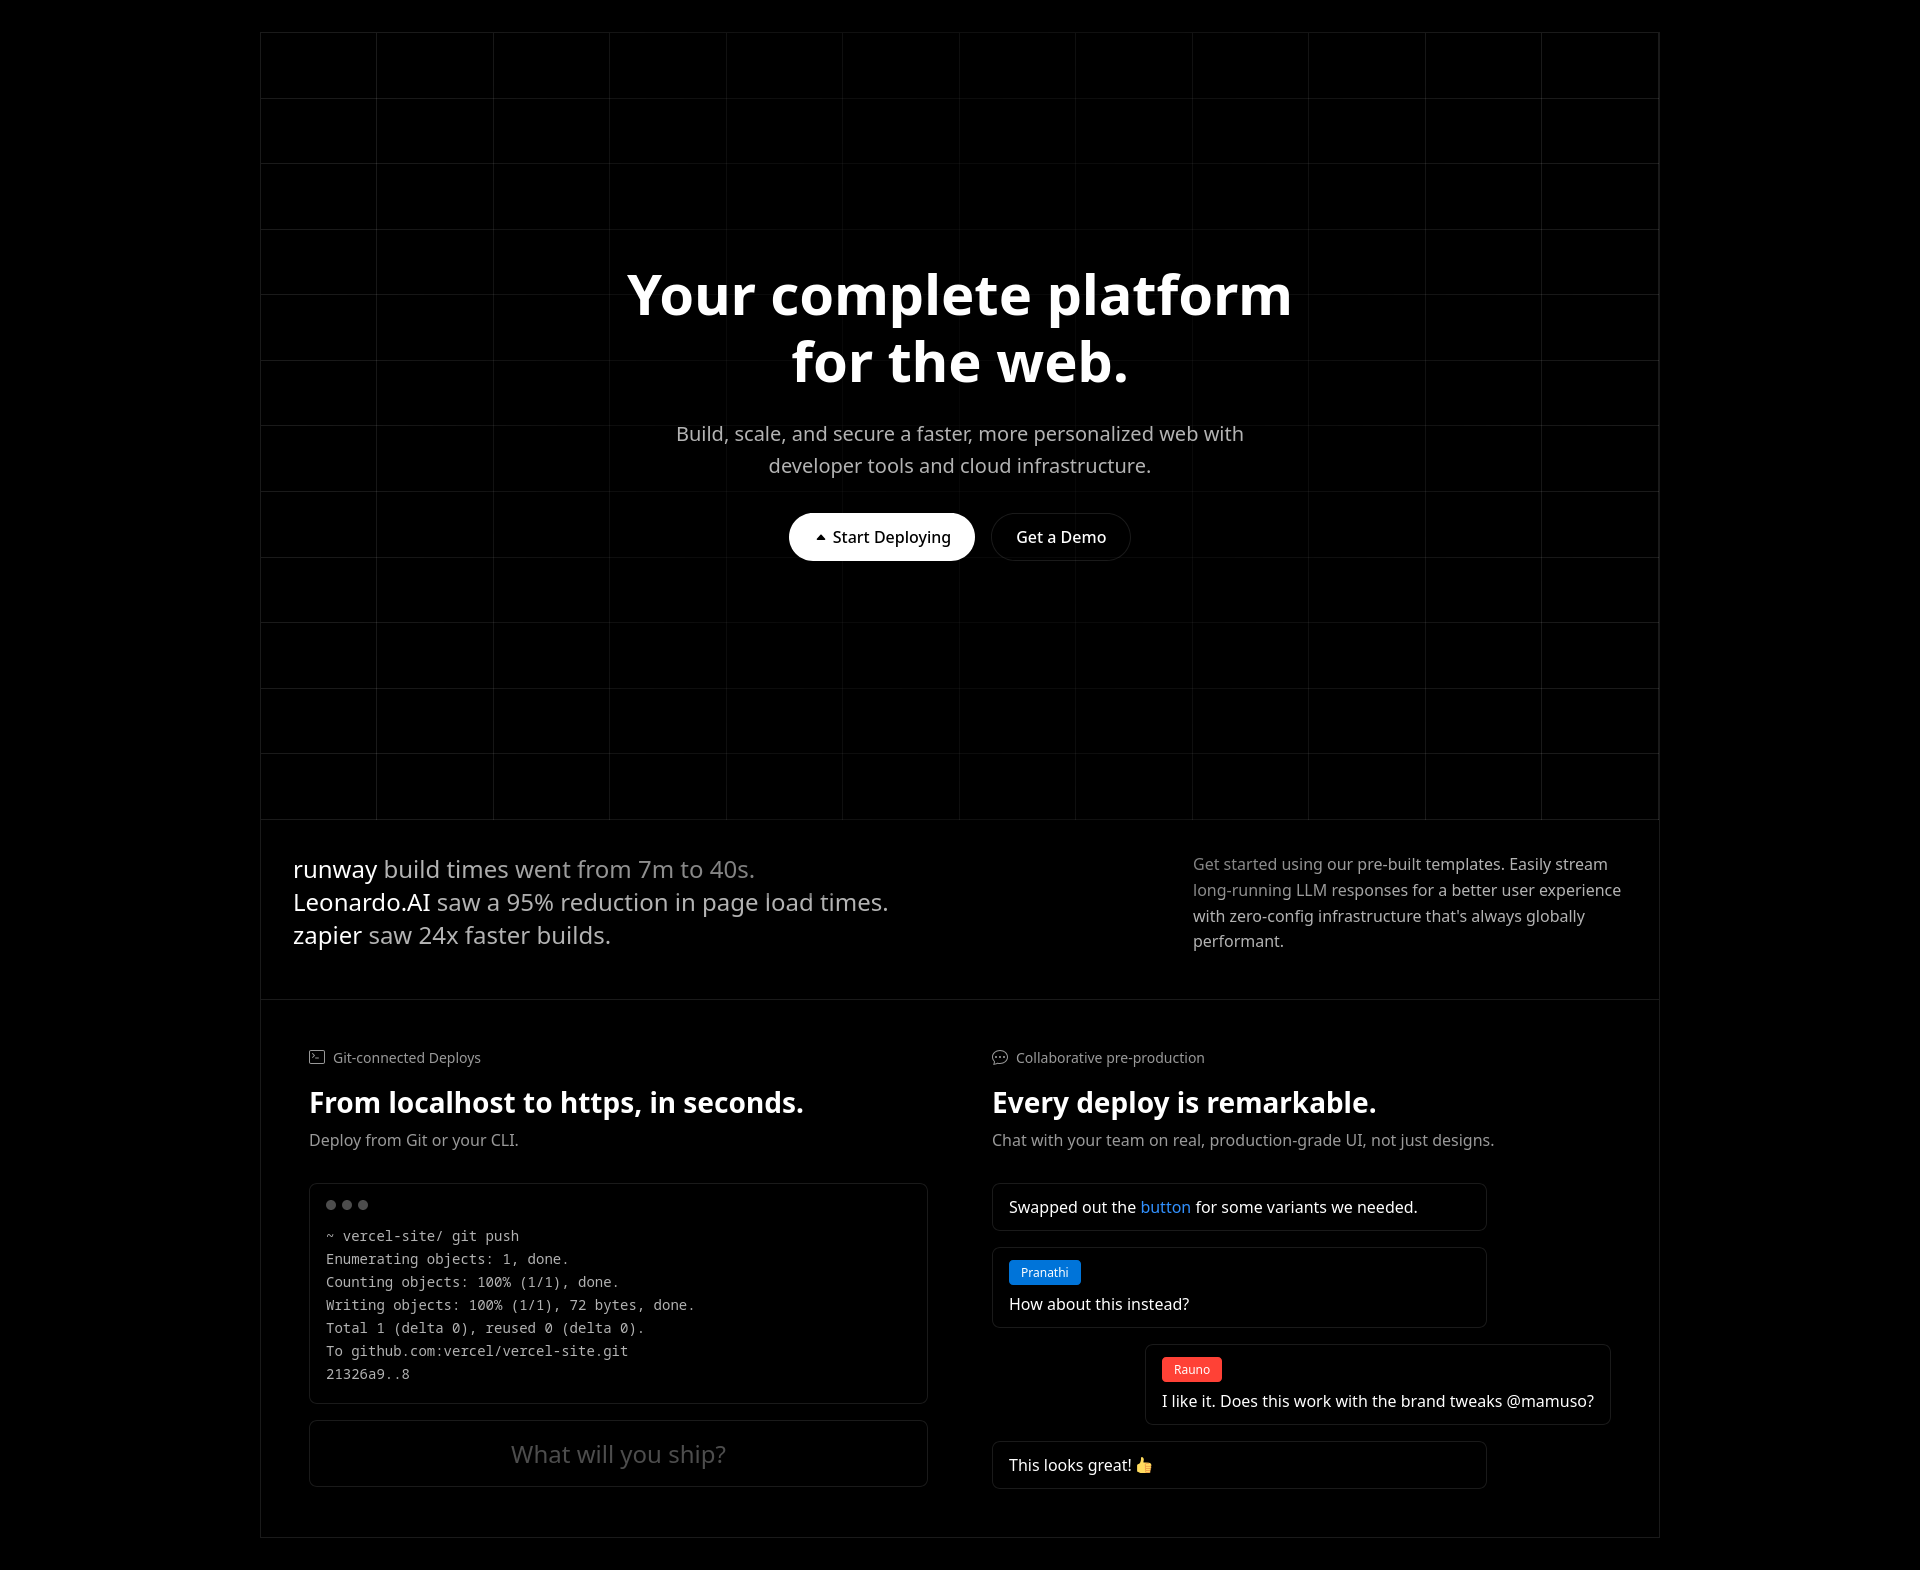 Your complete platform
for the web.
Build, scale, and secure a faster, more personalized web with
developer tools and cloud infrastructure.
Start Deploying
Get a Demo
runway build times went from 7m to 40s.
Leonardo.AI saw a 95% reduction in page load times.
zapier saw 24x faster builds.
Get started using our pre-built templates. Easily stream
long-running LLM responses for a better user experience
with zero-config infrastructure that's always globally
performant.
Git-connected Deploys
From localhost to https, in seconds.
Deploy from Git or your CLI.
~ vercel-site/ git push
Enumerating objects: 1, done.
Counting objects: 100% (1/1), done.
Writing objects: 100% (1/1), 72 bytes, done.
Total 1 (delta 0), reused 0 (delta 0).
To github.com:vercel/vercel-site.git
21326a9..8
What will you ship?
Collaborative pre-production
Every deploy is remarkable.
Chat with your team on real, production-grade UI, not just designs.
Swapped out the button for some variants we needed.
Pranathi
How about this instead?
Rauno
I like it. Does this work with the brand tweaks @mamuso?
This looks great! 👍